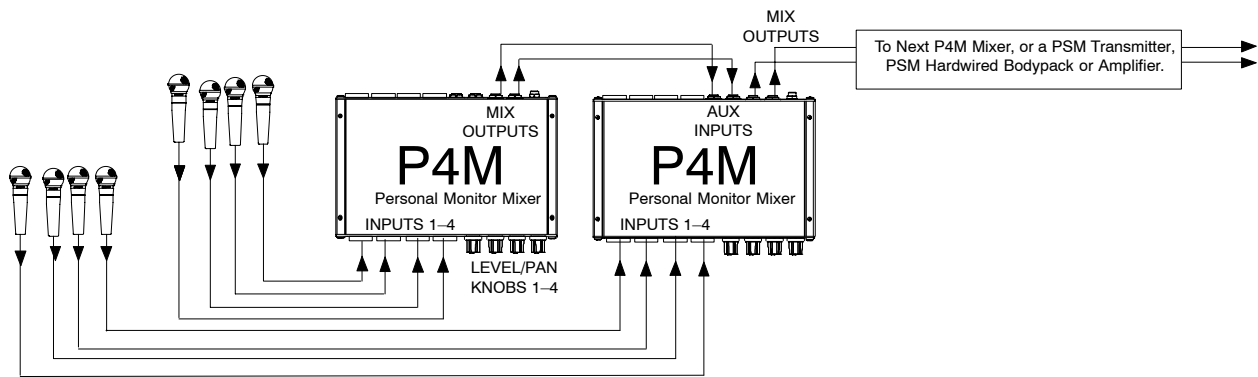 MIX
OUTPUTS
To Next P4M Mixer, or a PSM Transmitter,
PSM Hardwired Bodypack or Amplifier.
MIX
OUTPUTS
P4M
Personal Monitor Mixer
INPUTS 1–4
LEVEL/PAN
KNOBS 1–4
AUX
INPUTS
P4M
Personal Monitor Mixer
INPUTS 1–4